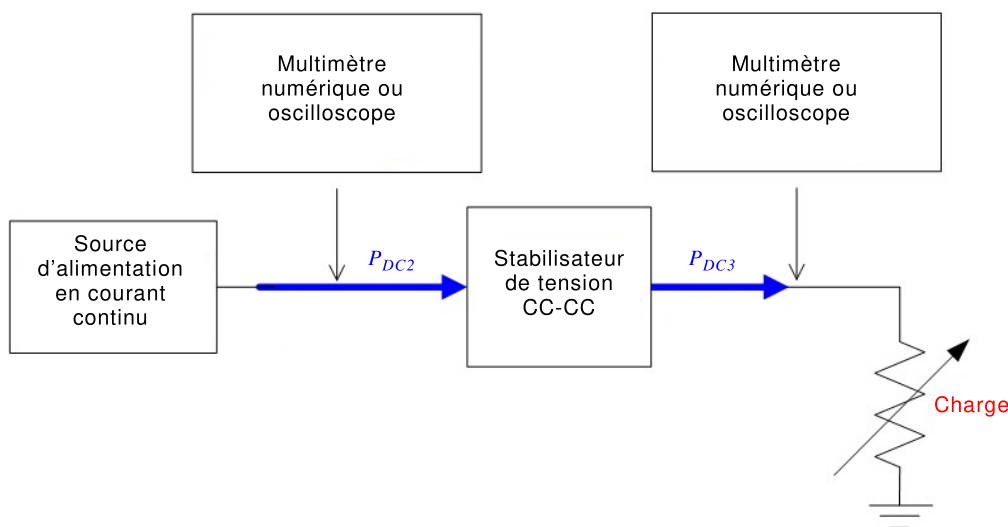 Multimètre
numérique ou
oscilloscope
Multimètre
numérique ou
oscilloscope
Source
d'alimentation
en courant
continu
P_DC2
Stabilisateur
de tension
CC-CC
P_DC3
Charge